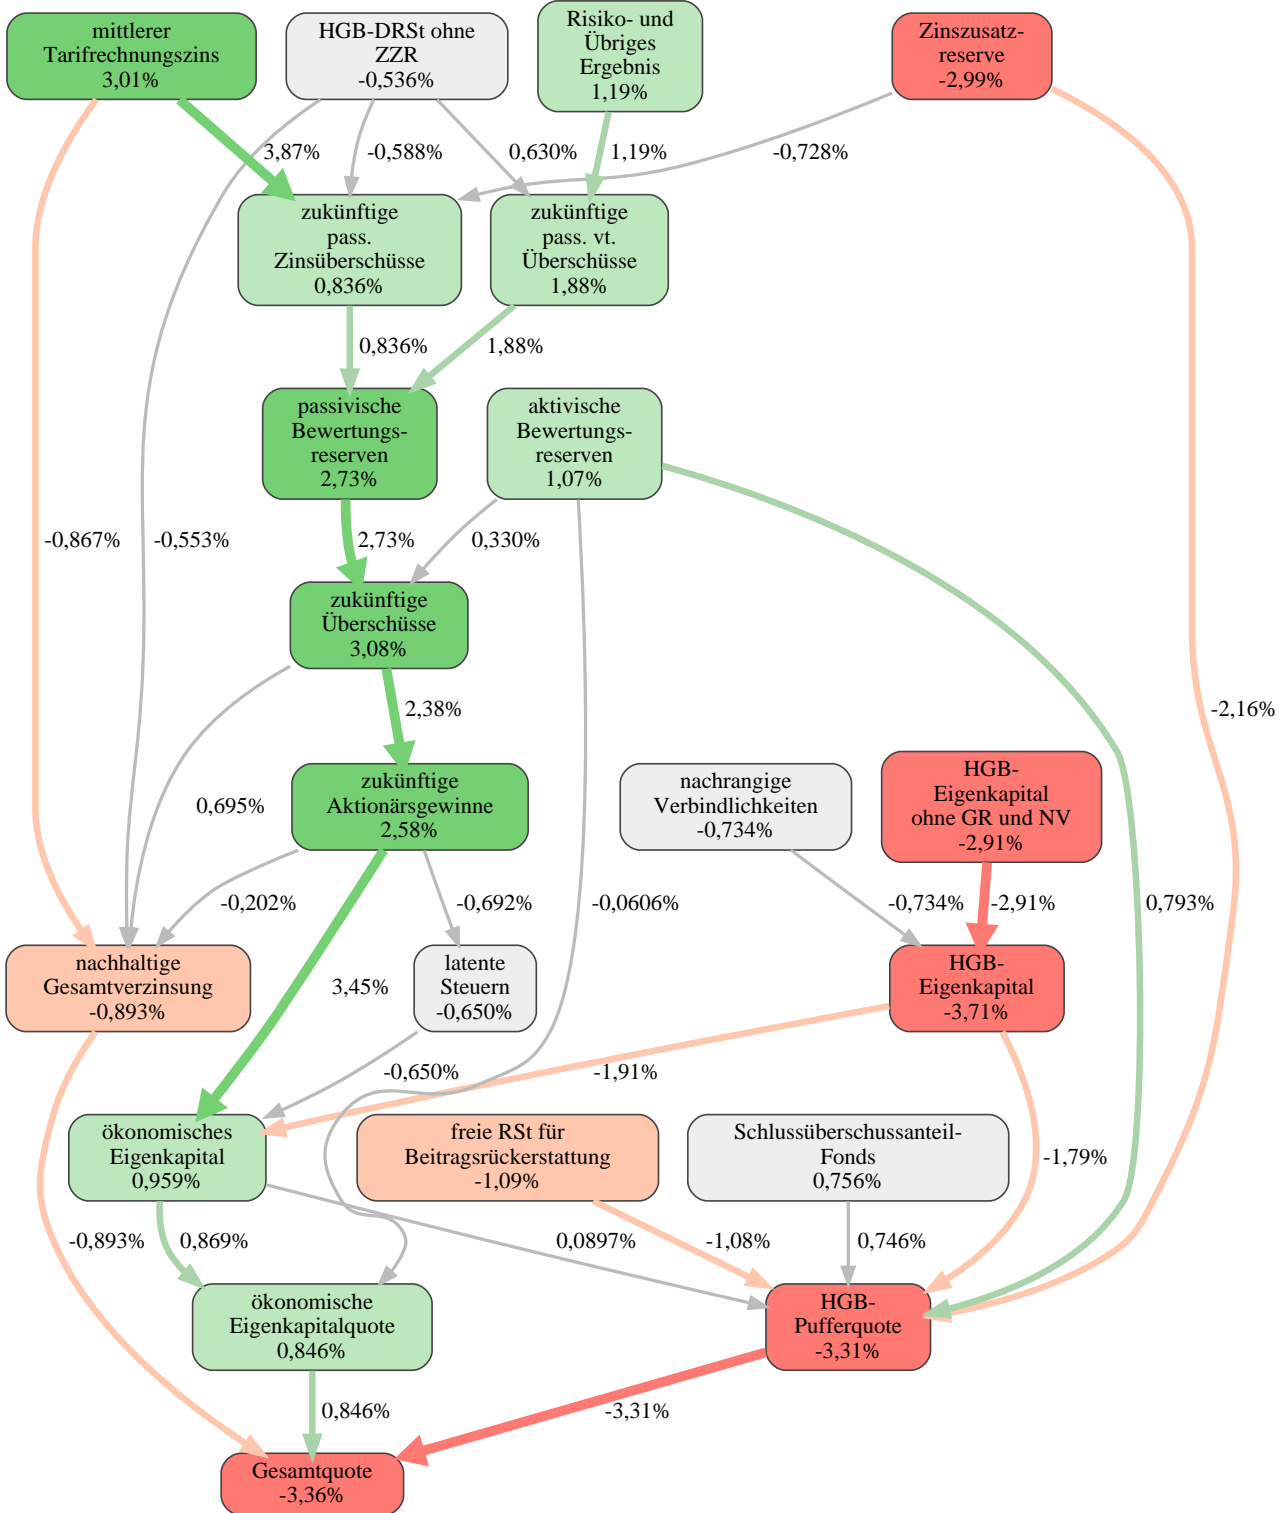 mittlerer
Tarifrechnungszins
3,01%
HGB-DRSt ohne
ZZR
-0,536%
Risiko- und
Übriges
Ergebnis
1,19%
Zinszusatz-
reserve
-2,99%
3,87%
-0,588%
0,630%
1,19%
-0,728%
zukünftige
pass.
Zinsüberschüsse
0,836%
zukünftige
pass. vt.
Überschüsse
1,88%
0,836%
1,88%
passivische
Bewertungs-
reserven
2,73%
aktivische
Bewertungs-
reserven
1,07%
-0,867%
-0,553%
2,73%
0,330%
zukünftige
Überschüsse
3,08%
2,38%
-2,16%
zukünftige
Aktionärsgewinne
2,58%
nachrangige
Verbindlichkeiten
-0,734%
HGB-
Eigenkapital
ohne GR und NV
-2,91%
0,695%
-0,202%
-0,692%
-0,0606%
-0,734%
-2,91%
0,793%
nachhaltige
Gesamtverzinsung
-0,893%
3,45%
latente
Steuern
-0,650%
HGB-
Eigenkapital
-3,71%
-0,650%
-1,91%
ökonomisches
Eigenkapital
0,959%
freie RSt für
Beitragsrückerstattung
-1,09%
Schlussüberschussanteil-
Fonds
0,756%
-1,79%
-0,893%
0,869%
0,0897%
-1,08%
0,746%
ökonomische
Eigenkapitalquote
0,846%
HGB-
Pufferquote
-3,31%
0,846%
-3,31%
Gesamtquote
-3,36%